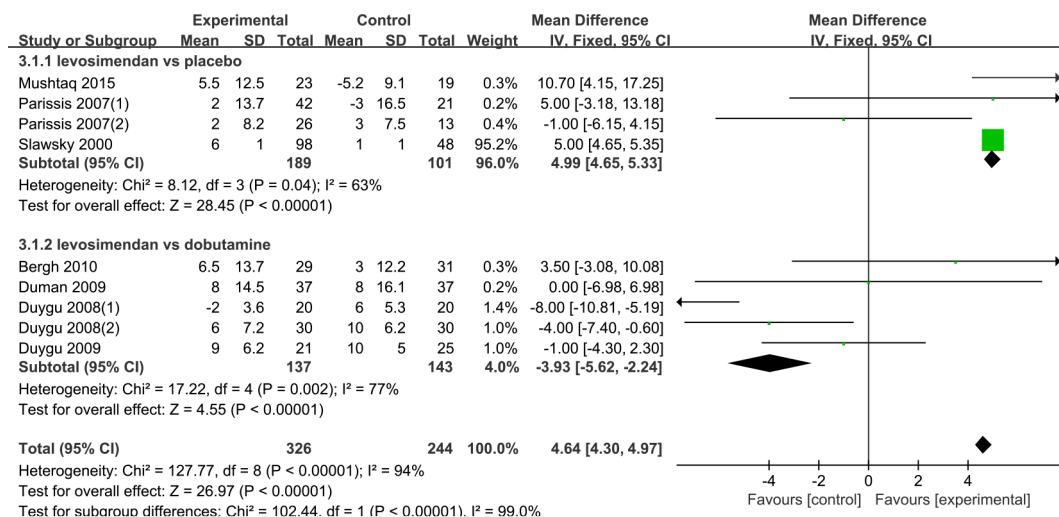 Experimental Control Mean Difference Mean Difference
Study or Subgroup Mean SD Total Mean SD Total Weight IV, Fixed, 95% CI IV, Fixed, 95% CI
3.1.1 levosimendan vs placebo
Mushtaq 2015 5.5 12.5 23 -5.2 9.1 19 0.3% 10.70 [4.15, 17.25]
Parissis 2007(1) 2 13.7 42 -3 16.5 21 0.2% 5.00 [-3.18, 13.18]
Parissis 2007(2) 2 8.2 26 3 7.5 13 0.4% -1.00 [-6.15, 4.15]
Slawsky 2000 6 1 98 1 1 48 95.2% 5.00 [4.65, 5.35]
Subtotal (95% CI) 189 101 96.0% 4.99 [4.65, 5.33]
Heterogeneity: Chi² = 8.12, df = 3 (P = 0.04); I² = 63%
Test for overall effect: Z = 28.45 (P < 0.00001)
3.1.2 levosimendan vs dobutamine
Bergh 2010 6.5 13.7 29 3 12.2 31 0.3% 3.50 [-3.08, 10.08]
Duman 2009 8 14.5 37 8 16.1 37 0.2% 0.00 [-6.98, 6.98]
Duygu 2008(1) -2 3.6 20 6 5.3 20 1.4% -8.00 [-10.81, -5.19]
Duygu 2008(2) 6 7.2 30 10 6.2 30 1.0% -4.00 [-7.40, -0.60]
Duygu 2009 9 6.2 21 10 5 25 1.0% -1.00 [-4.30, 2.30]
Subtotal (95% CI) 137 143 4.0% -3.93 [-5.62, -2.24]
Heterogeneity: Chi² = 17.22, df = 4 (P = 0.002); I² = 77%
Test for overall effect: Z = 4.55 (P < 0.00001)
Total (95% CI) 326 244 100.0% 4.64 [4.30, 4.97]
Heterogeneity: Chi² = 127.77, df = 8 (P < 0.00001); I² = 94%
Test for overall effect: Z = 26.97 (P < 0.00001)
Test for subgroup differences: Chi² = 102.44, df = 1 (P < 0.00001), I² = 99.0%
-4 -2 0 2 4
Favours [control] Favours [experimental]